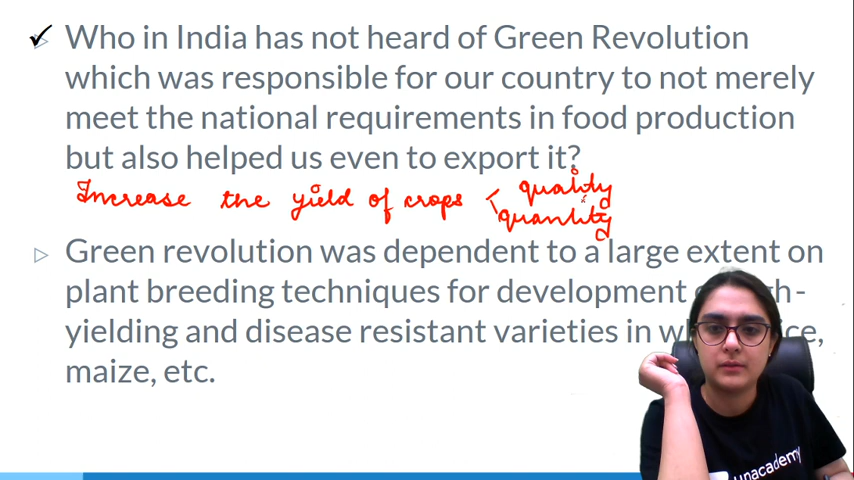 Who in India has not heard of Green Revolution
which was responsible for our country to not merely
meet the national requirements in food production
but also helped us even to export it?
Increase the yield of crops quality
quantity
Green revolution was dependent to a large extent on
plant breeding techniques for development
yielding and disease resistant varieties in
maize, etc.
unacademy